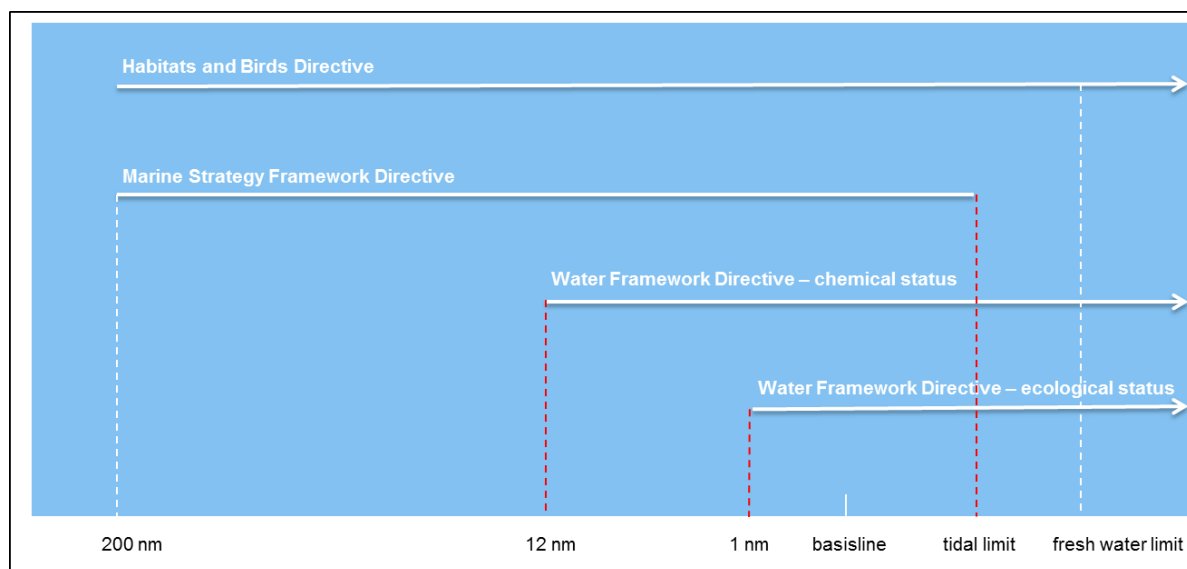 Habitats and Birds Directive
Marine Strategy Framework Directive
Water Framework Directive – chemical status
Water Framework Directive – ecological status
200 nm 12 nm 1 nm basisline tidal limit fresh water limit